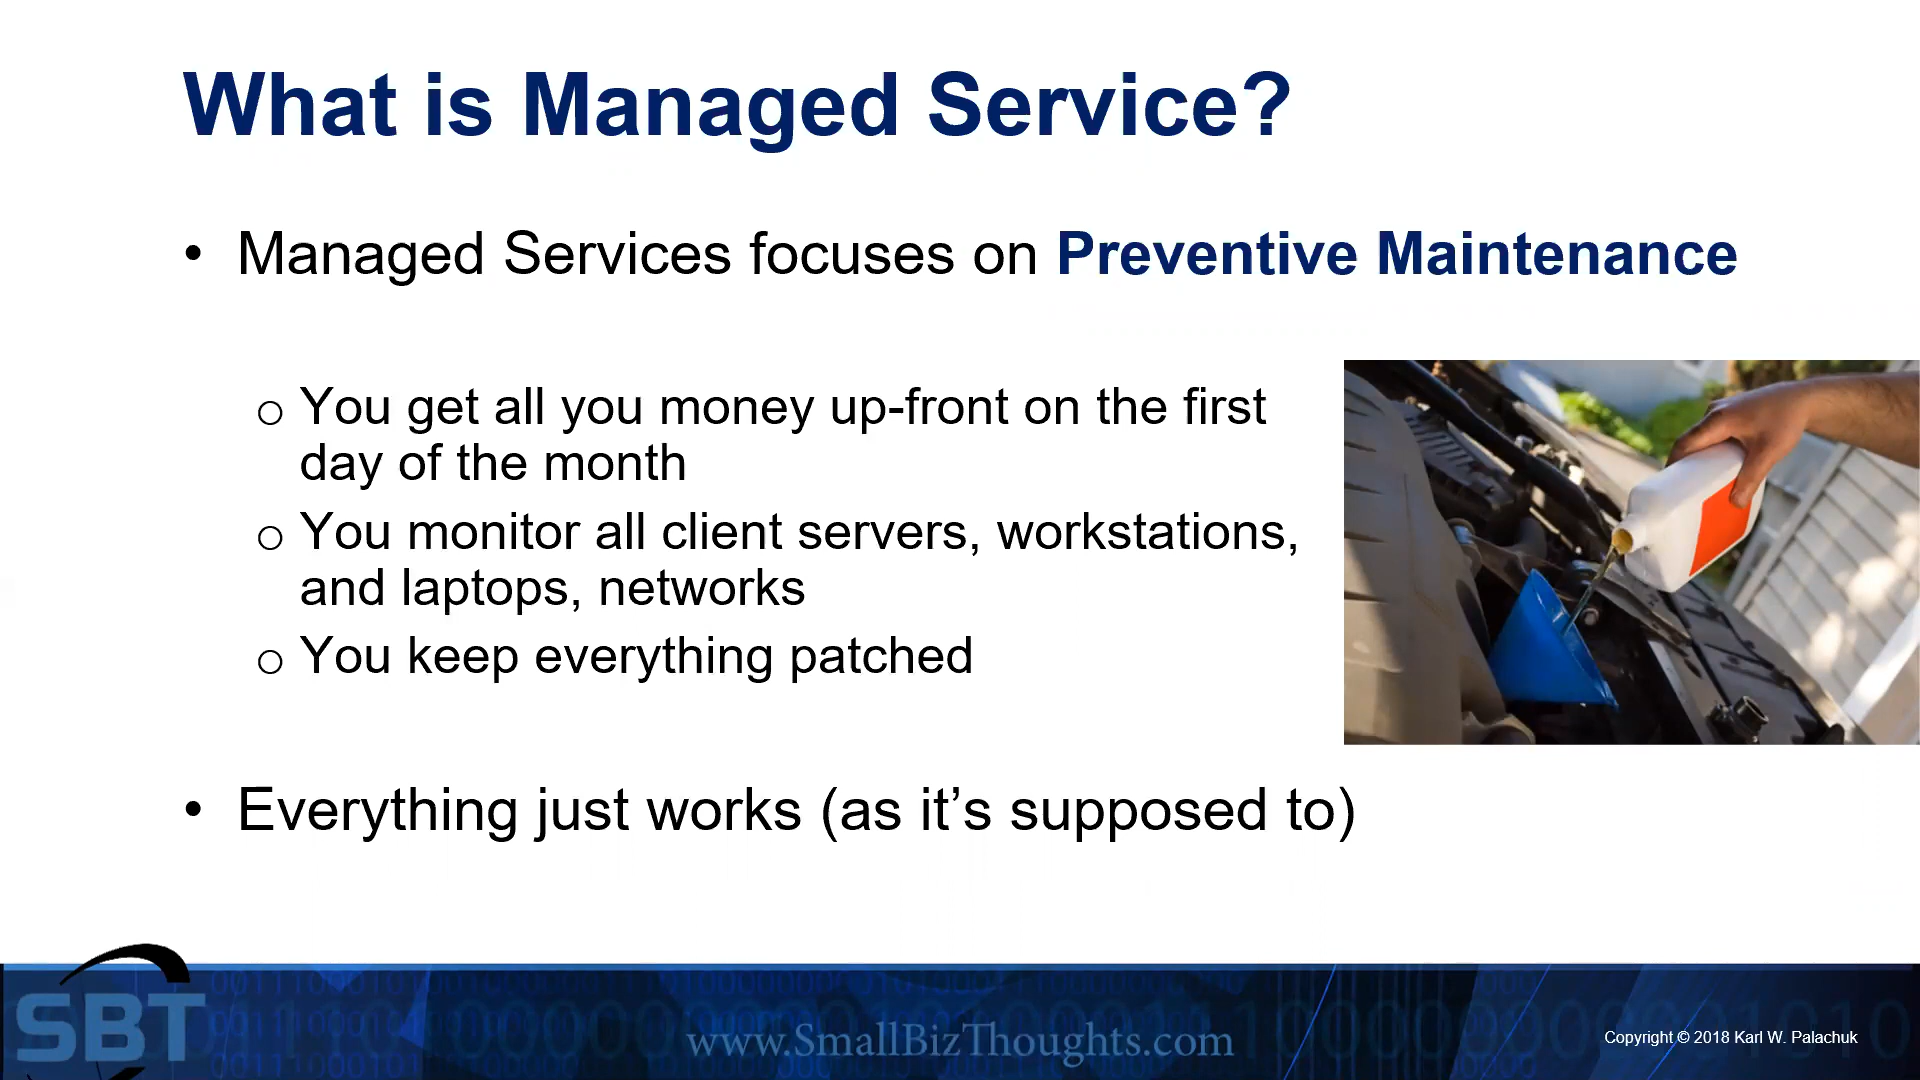 What is Managed Service?
• Managed Services focuses on Preventive Maintenance
o You get all you money up-front on the first
day of the month
o You monitor all client servers, workstations,
and laptops, networks
o You keep everything patched
• Everything just works (as it’s supposed to)
SBT
www.SmallBizThoughts.com
Copyright © 2018 Karl W. Palachuk